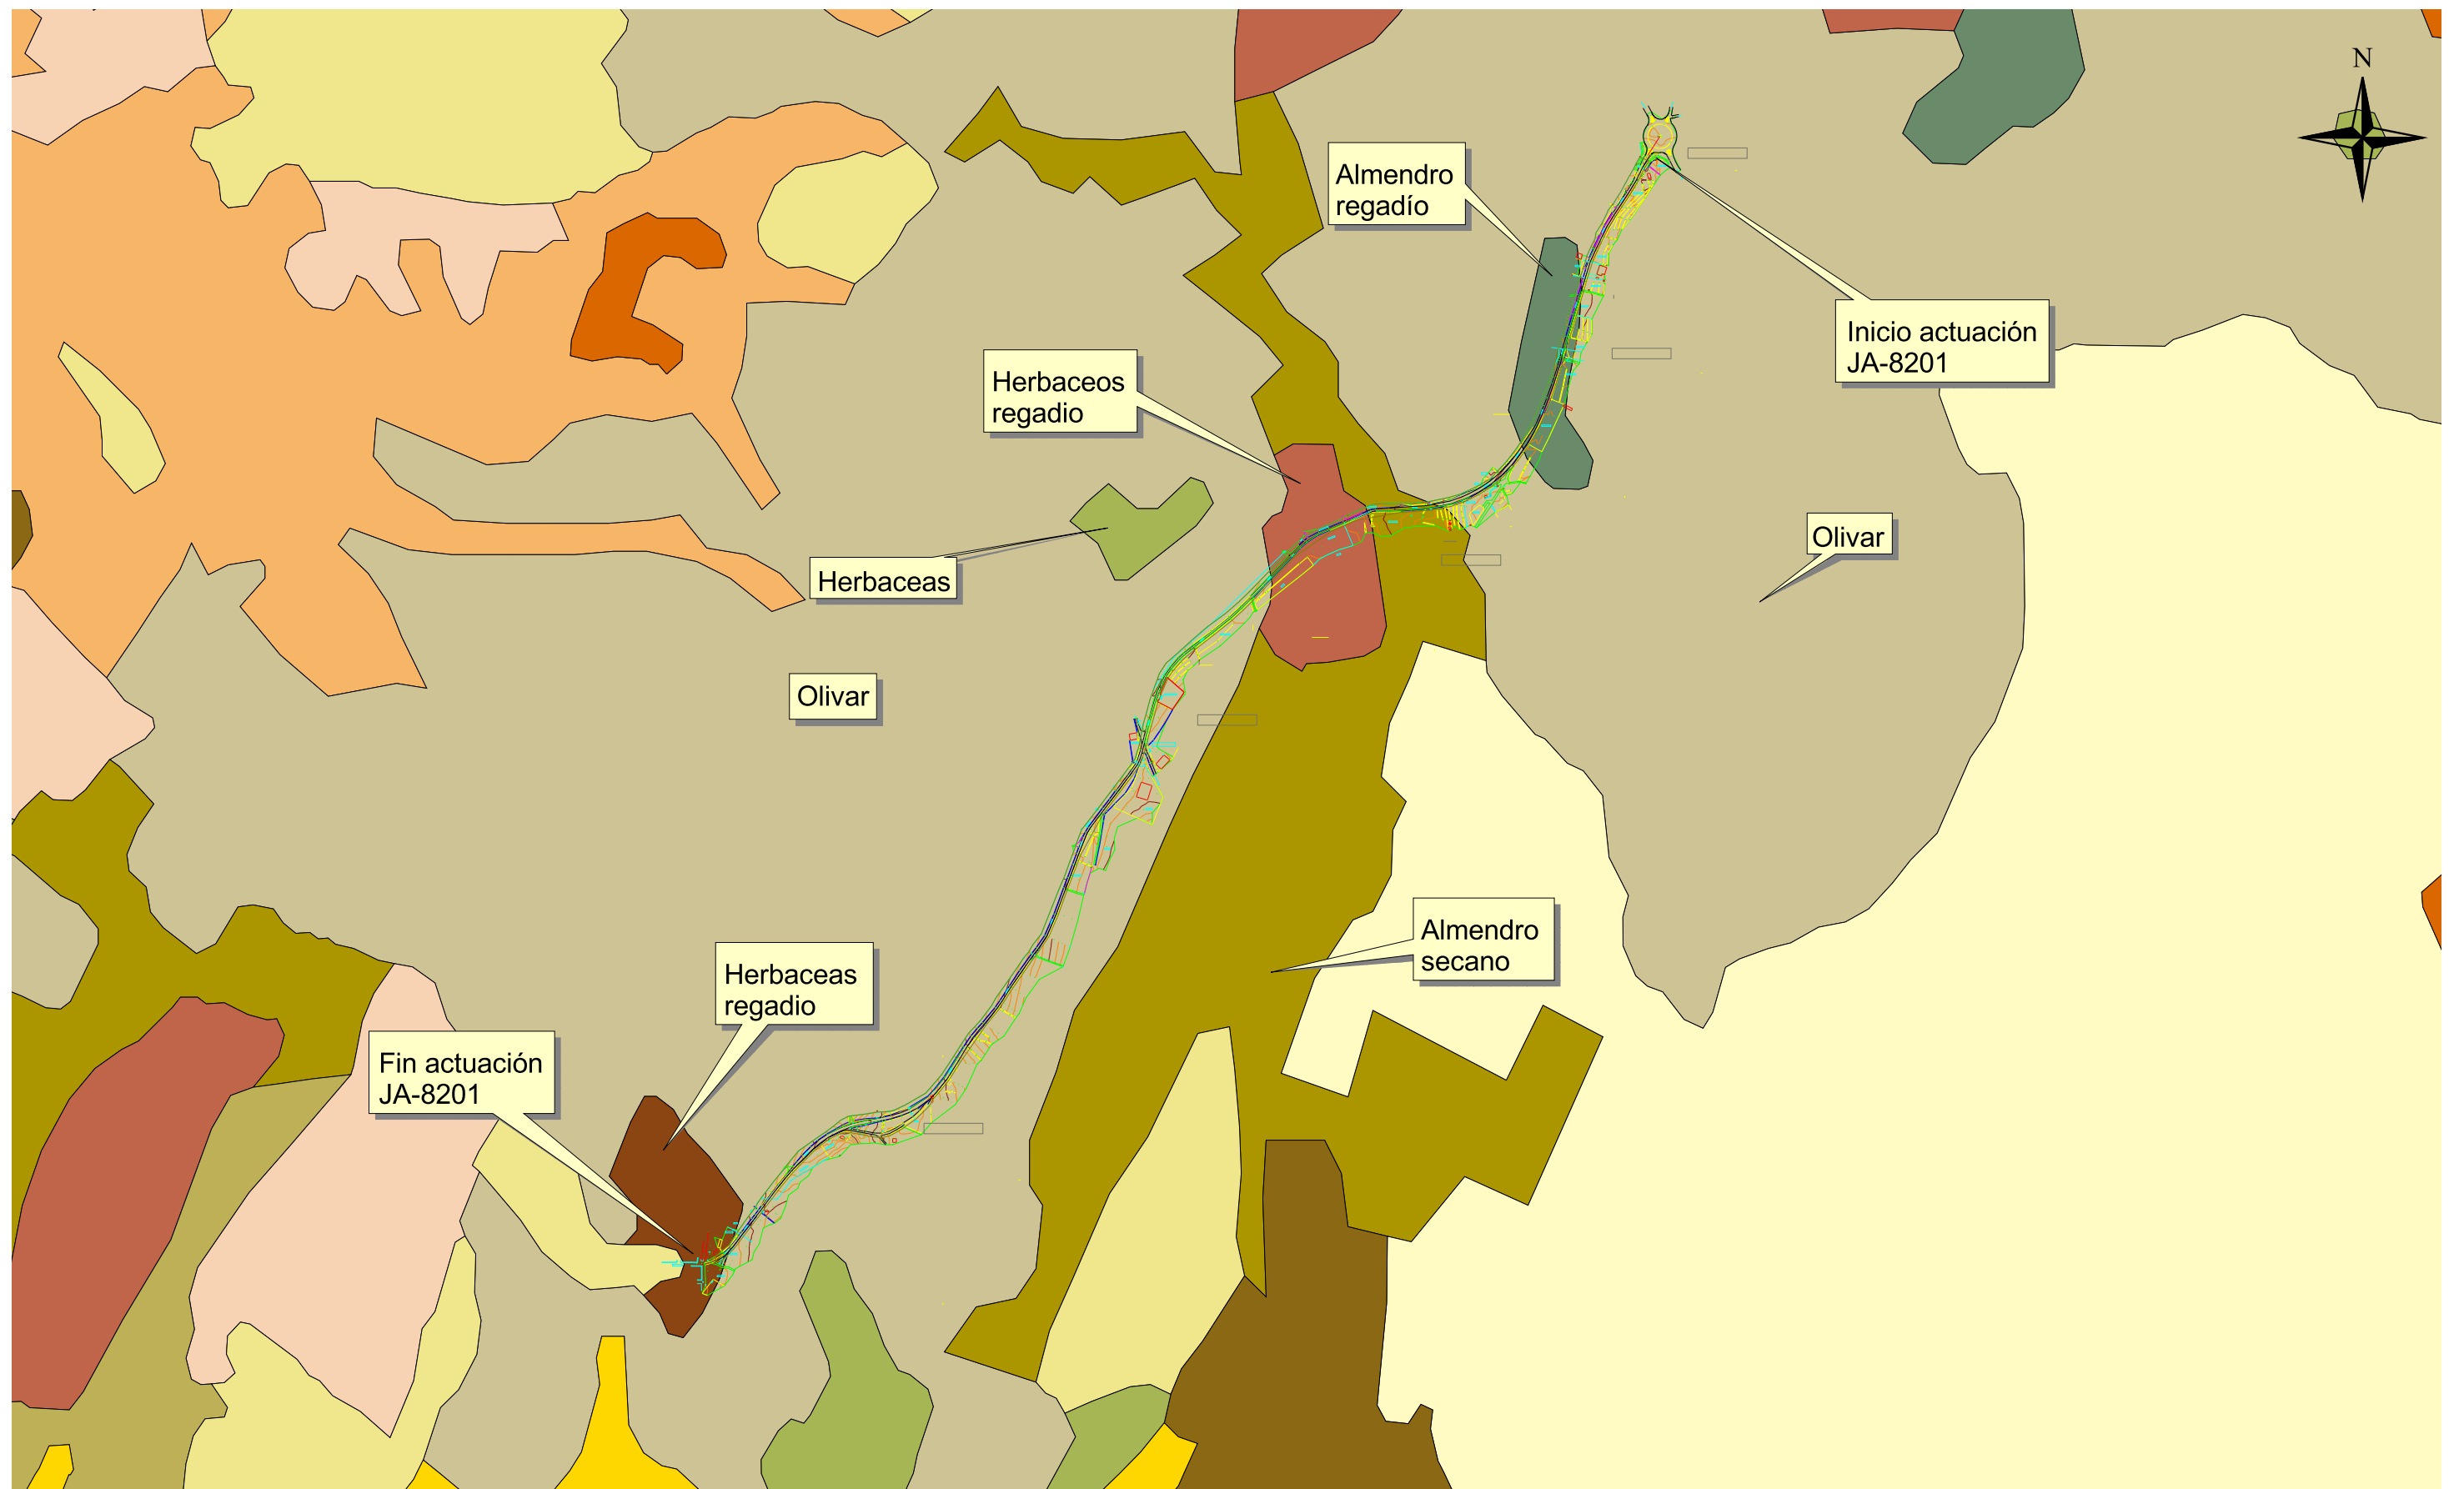 N
Almendro
regadío
Inicio actuación
JA-8201
Herbaceos
regadio
Olivar
Herbaceas
Olivar
Almendro
secano
Herbaceas
regadio
Fin actuación
JA-8201